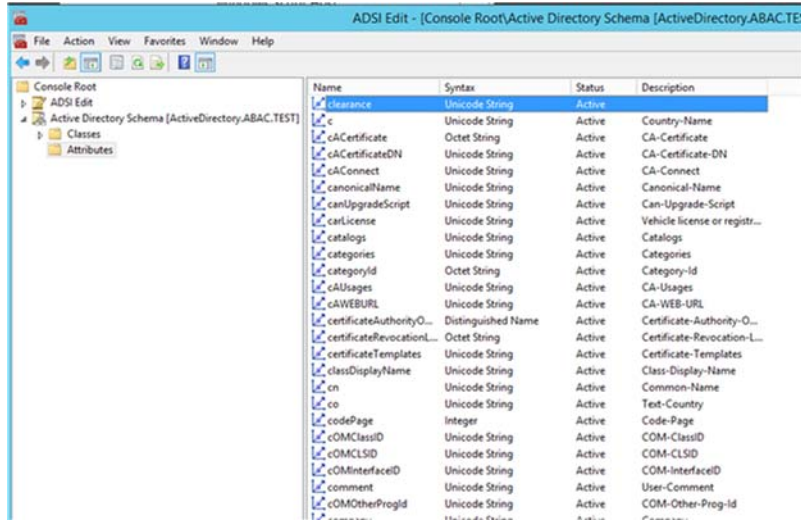 ADSI Edit - [Console Root\Active Directory Schema [ActiveDirectory.ABAC.TES
File Action View Favorites Window Help
Console Root
ADSI Edit
Active Directory Schema [ActiveDirectory.ABAC.TEST]
Classes
Attributes
Name Syntax Status Description
clearance Unicode String Active
c Unicode String Active Country-Name
cACertificate Octet String Active CA-Certificate
cACertificateDN Unicode String Active CA-Certificate-DN
cAConnect Unicode String Active CA-Connect
canonicalName Unicode String Active Canonical-Name
canUpgradeScript Unicode String Active Can-Upgrade-Script
carLicense Unicode String Active Vehicle license or registr...
catalogs Unicode String Active Catalogs
categories Unicode String Active Categories
categoryId Octet String Active Category-Id
cAUsages Unicode String Active CA-Usages
cAWEBURL Unicode String Active CA-WEB-URL
certificateAuthorityO... Distinguished Name Active Certificate-Authority-O...
certificateRevocationL... Octet String Active Certificate-Revocation-L...
certificateTemplates Unicode String Active Certificate-Templates
classDisplayName Unicode String Active Class-Display-Name
cn Unicode String Active Common-Name
co Unicode String Active Text-Country
codePage Integer Active Code-Page
cOMClassID Unicode String Active COM-ClassID
cOMCLSID Unicode String Active COM-CLSID
cOMInterfaceID Unicode String Active COM-InterfaceID
comment Unicode String Active User-Comment
cOMOtherProgId Unicode String Active COM-Other-Prog-Id
company Unicode String Active Company